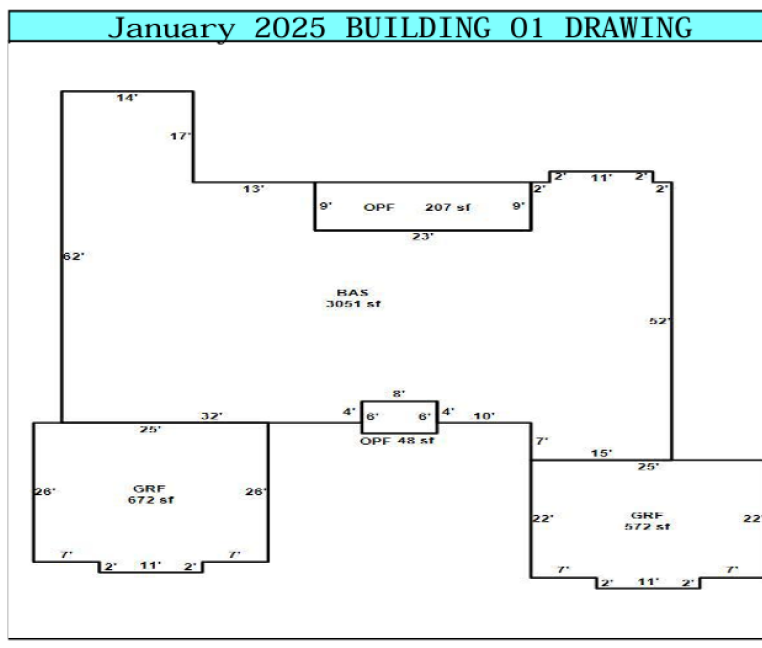 January 2025 BUILDING 01 DRAWING
14'
17'
13'
2' 11' 2'
2' 2'
9' OPF 207 sf 9'
23'
62'
BAS
3051 sf
52'
8'
4' 6' 6' 4' 10'
32'
25'
OPF 48 sf
7'
15'
25'
26' GRF 26'
672 sf
22' GRF 22'
572 sf
7' 7'
2' 11' 2'
7' 7'
2' 11' 2'